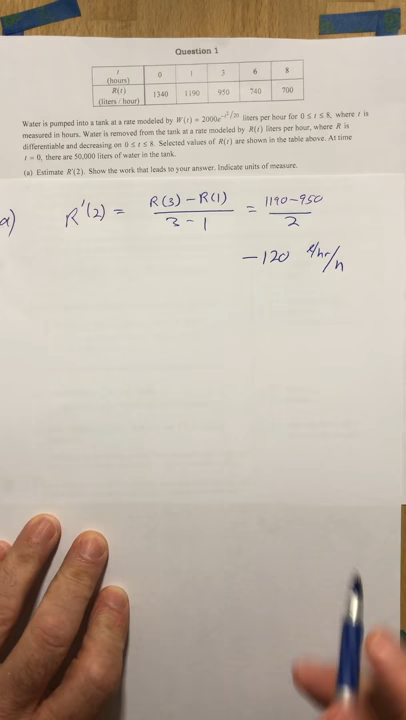 Question 1
t (hours) 0 1 3 6 8
R(t) (liters / hour) 1340 1190 950 740 700
Water is pumped into a tank at a rate modeled by W(t) = 2000e^(-t²/20) liters per hour for 0 ≤ t ≤ 8, where t is
measured in hours. Water is removed from the tank at a rate modeled by R(t) liters per hour, where R is
differentiable and decreasing on 0 ≤ t ≤ 8. Selected values of R(t) are shown in the table above. At time
t = 0, there are 50,000 liters of water in the tank.
(a) Estimate R′(2). Show the work that leads to your answer. Indicate units of measure.
a) R'(2) = (R(3) - R(1))/(3 - 1) = (1190-950)/2
-120 ℓ/hr/h